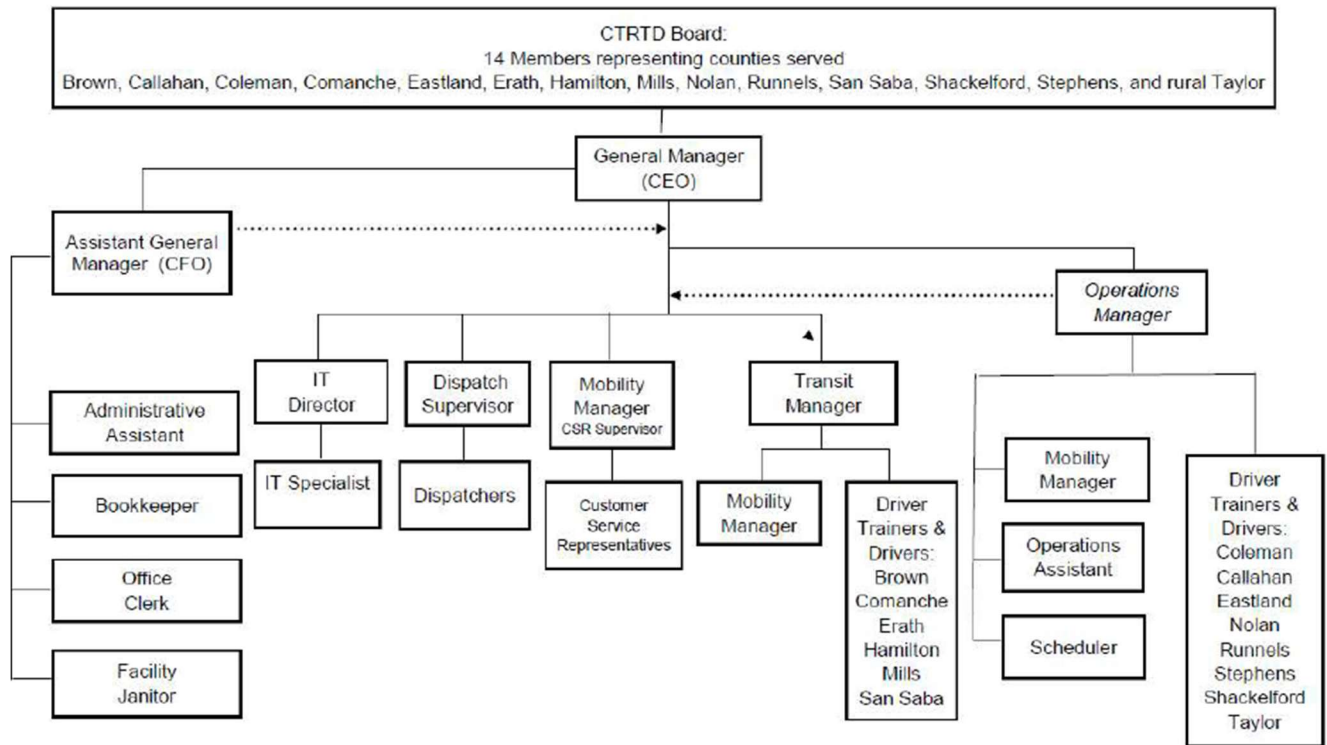 CTRTD Board:
14 Members representing counties served
Brown, Callahan, Coleman, Comanche, Eastland, Erath, Hamilton, Mills, Nolan, Runnels, San Saba, Shackelford, Stephens, and rural Taylor
General Manager
(CEO)
Assistant General
Manager (CFO)
Operations
Manager
IT
Director
Dispatch
Supervisor
Mobility
Manager
CSR Supervisor
Transit
Manager
Administrative
Assistant
Bookkeeper
Office
Clerk
Facility
Janitor
IT Specialist
Dispatchers
Customer
Service
Representatives
Mobility
Manager
Driver
Trainers &
Drivers:
Brown
Comanche
Erath
Hamilton
Mills
San Saba
Mobility
Manager
Operations
Assistant
Scheduler
Driver
Trainers &
Drivers:
Coleman
Callahan
Eastland
Nolan
Runnels
Stephens
Shackelford
Taylor